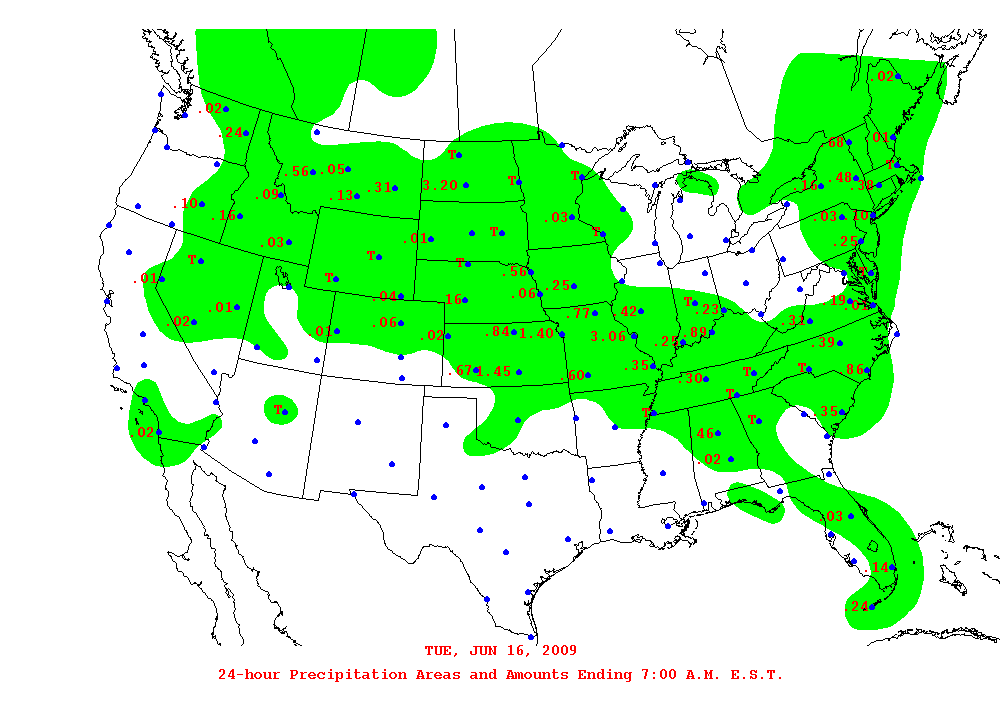 .02
.02
.24
.68
.01
T
T
.56 .05
.09 .13 .31 3.20 T T
.16 .48 .38
.10
.16
.03
.03 .10
.03
.01 T T
.25
T
T
T
T
.01
T
.56
.06
.25
.04
.16
.01
.02
.01
.06
.02
.84 1.40
.77
.42
3.06
T
.23
.25
.89
.31
.19
.01
.39
.67 1.45
.60
.35
.30
T
T
.86
.02
T
T
T
T
.35
.46
.02
.03
.14
.24
TUE, JUN 16, 2009
24-hour Precipitation Areas and Amounts Ending 7:00 A.M. E.S.T.